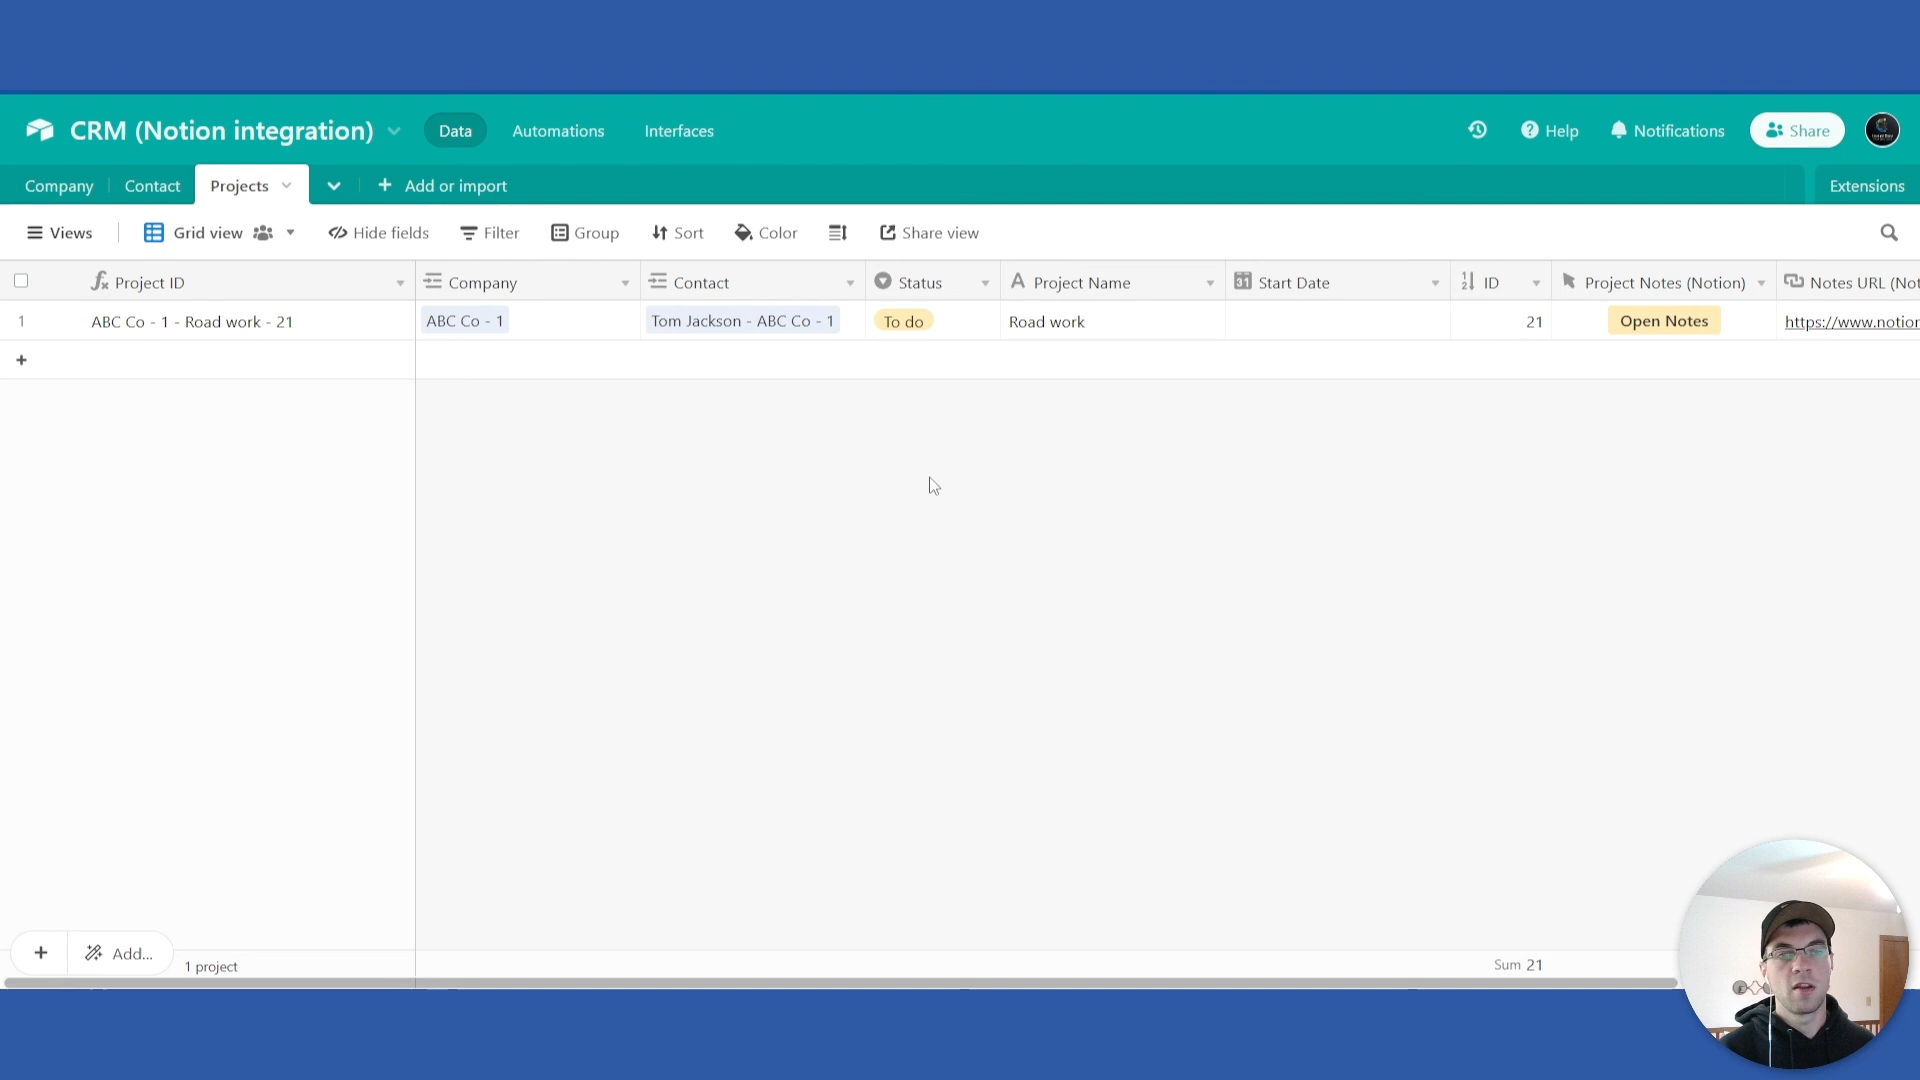 CRM (Notion integration) Data Automations Interfaces Help Notifications Share
Company Contact Projects Add or import Extensions
Views Grid view Hide fields Filter Group Sort Color Share view
Project ID Company Contact Status Project Name Start Date ID Project Notes (Notion) Notes URL (Not
1 ABC Co - 1 - Road work - 21 ABC Co - 1 Tom Jackson - ABC Co - 1 To do Road work 21 Open Notes https://www.notion
+
+ Add... 1 project Sum 21